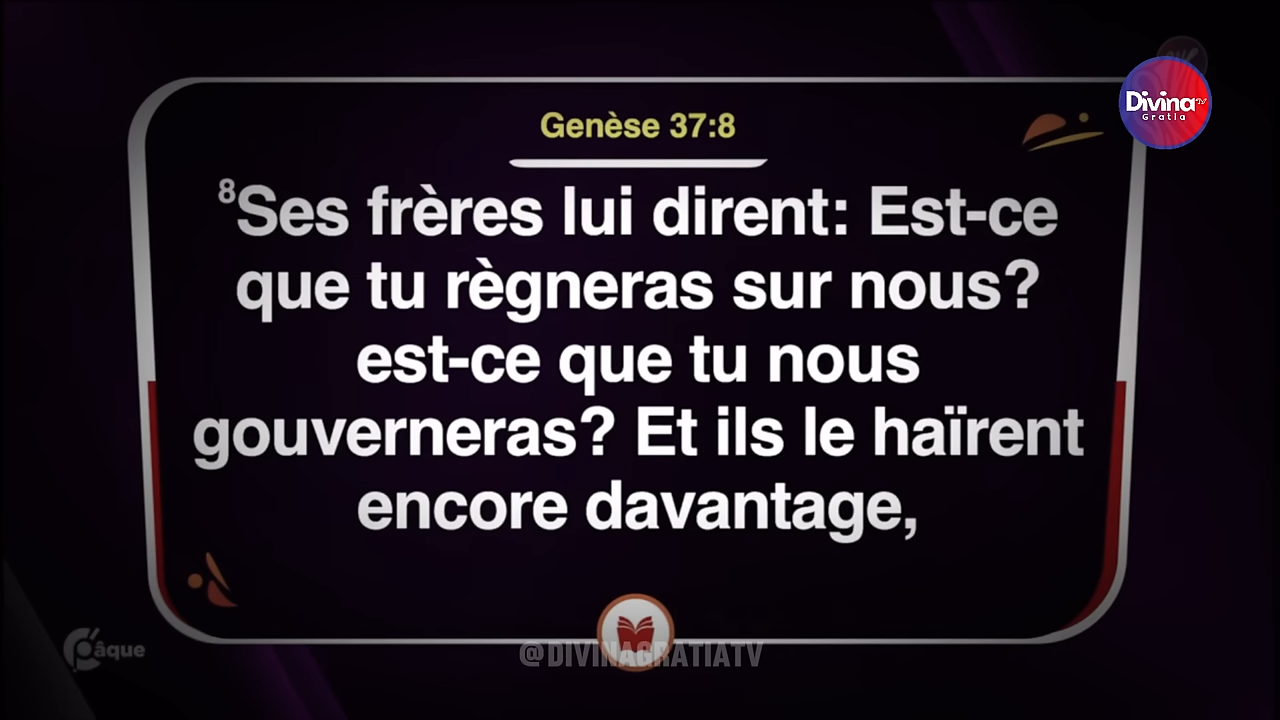 Divina TV
Gratia
Genèse 37:8
8Ses frères lui dirent: Est-ce
que tu règneras sur nous?
est-ce que tu nous
gouverneras? Et ils le haïrent
encore davantage,
@DIVINAGRATIATV
Pâque